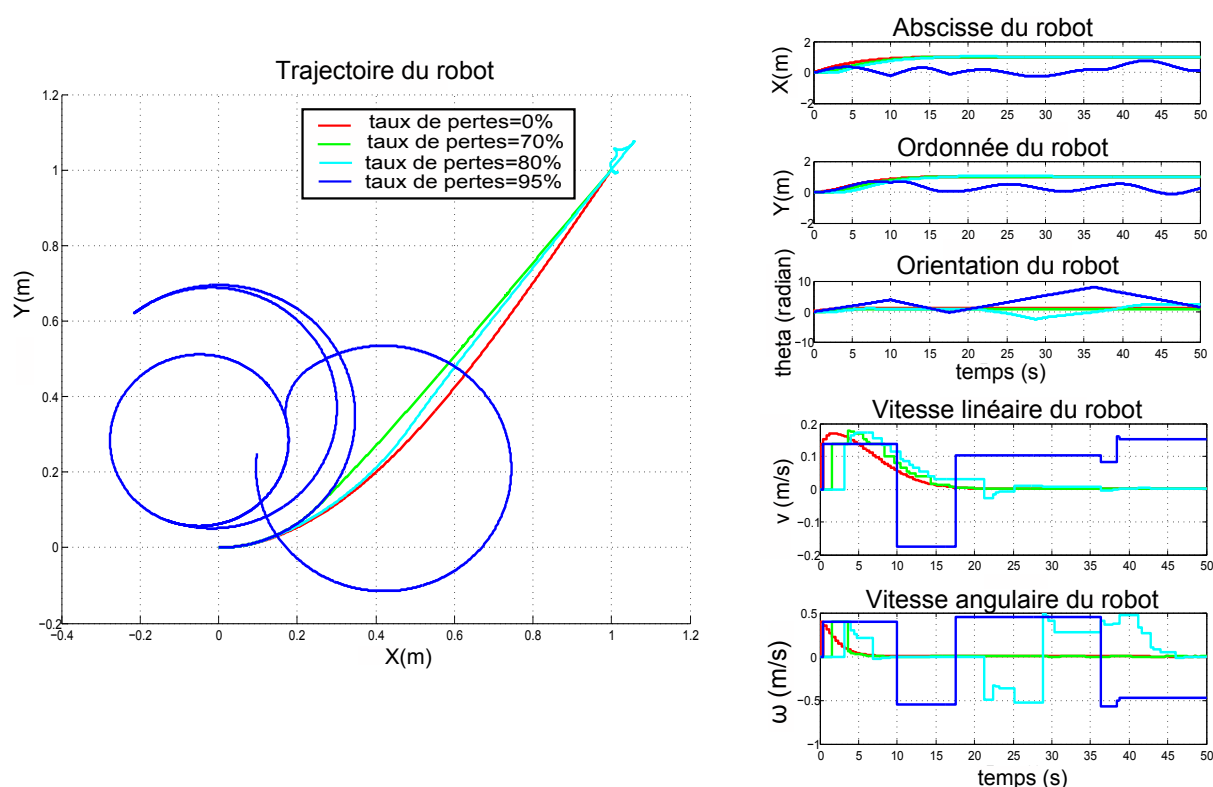 Trajectoire du robot
taux de pertes=0%
taux de pertes=70%
taux de pertes=80%
taux de pertes=95%
1.2
1
0.8
0.6
0.4
0.2
0
−0.2
Y(m)
−0.4 −0.2 0 0.2 0.4 0.6 0.8 1 1.2
X(m)
Abscisse du robot
X(m)
2
0
−2
0 5 10 15 20 25 30 35 40 45 50
Ordonnée du robot
Y(m)
2
0
−2
0 5 10 15 20 25 30 35 40 45 50
Orientation du robot
theta (radian)
10
0
−10
0 5 10 15 20 25 30 35 40 45 50
temps (s)
Vitesse linéaire du robot
v (m/s)
0.2
0.1
0
−0.1
−0.2
0 5 10 15 20 25 30 35 40 45 50
Vitesse angulaire du robot
ω (m/s)
0.5
0
−0.5
−1
0 5 10 15 20 25 30 35 40 45 50
temps (s)